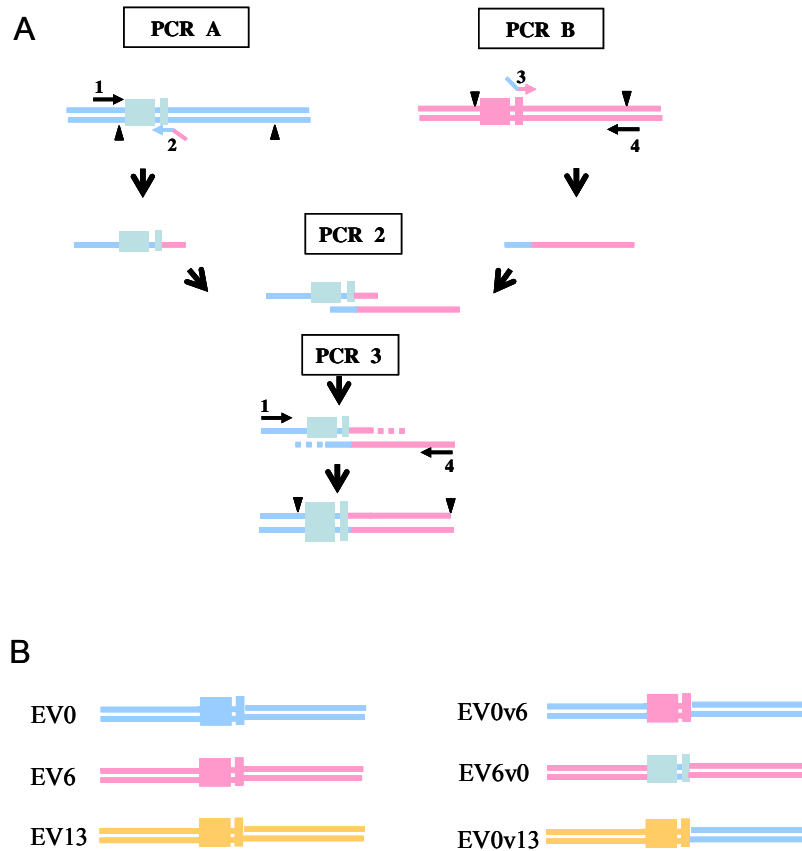 A
PCR A
PCR B
1
2
3
4
PCR 2
PCR 3
1
4
B
EV0
EV0v6
EV6
EV6v0
EV13
EV0v13